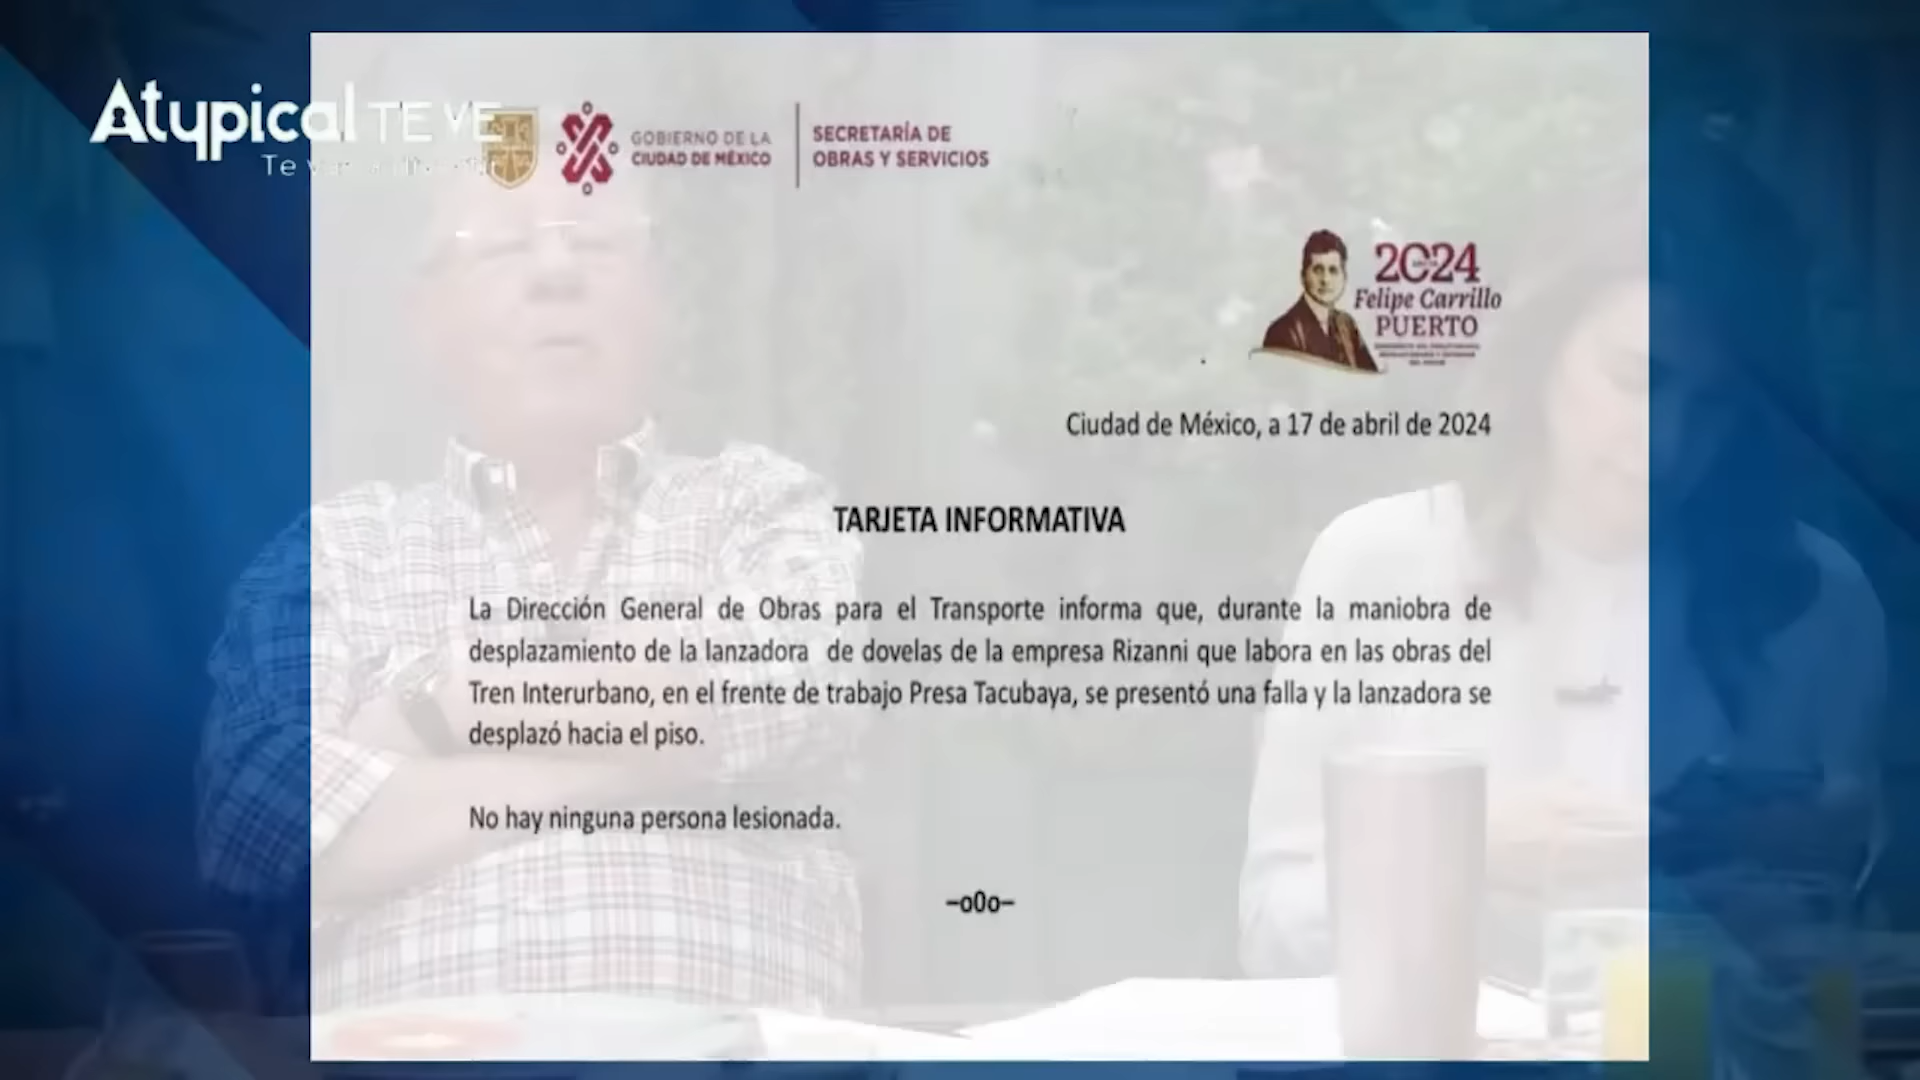 Atypical TE VE
GOBIERNO DE LA
CIUDAD DE MÉXICO
SECRETARÍA DE
OBRAS Y SERVICIOS
2024
Felipe Carrillo
PUERTO
Ciudad de México, a 17 de abril de 2024
TARJETA INFORMATIVA
La Dirección General de Obras para el Transporte informa que, durante la maniobra de
desplazamiento de la lanzadora de dovelas de la empresa Rizanni que labora en las obras del
Tren Interurbano, en el frente de trabajo Presa Tacubaya, se presentó una falla y la lanzadora se
desplazó hacia el piso.
No hay ninguna persona lesionada.
–o0o–